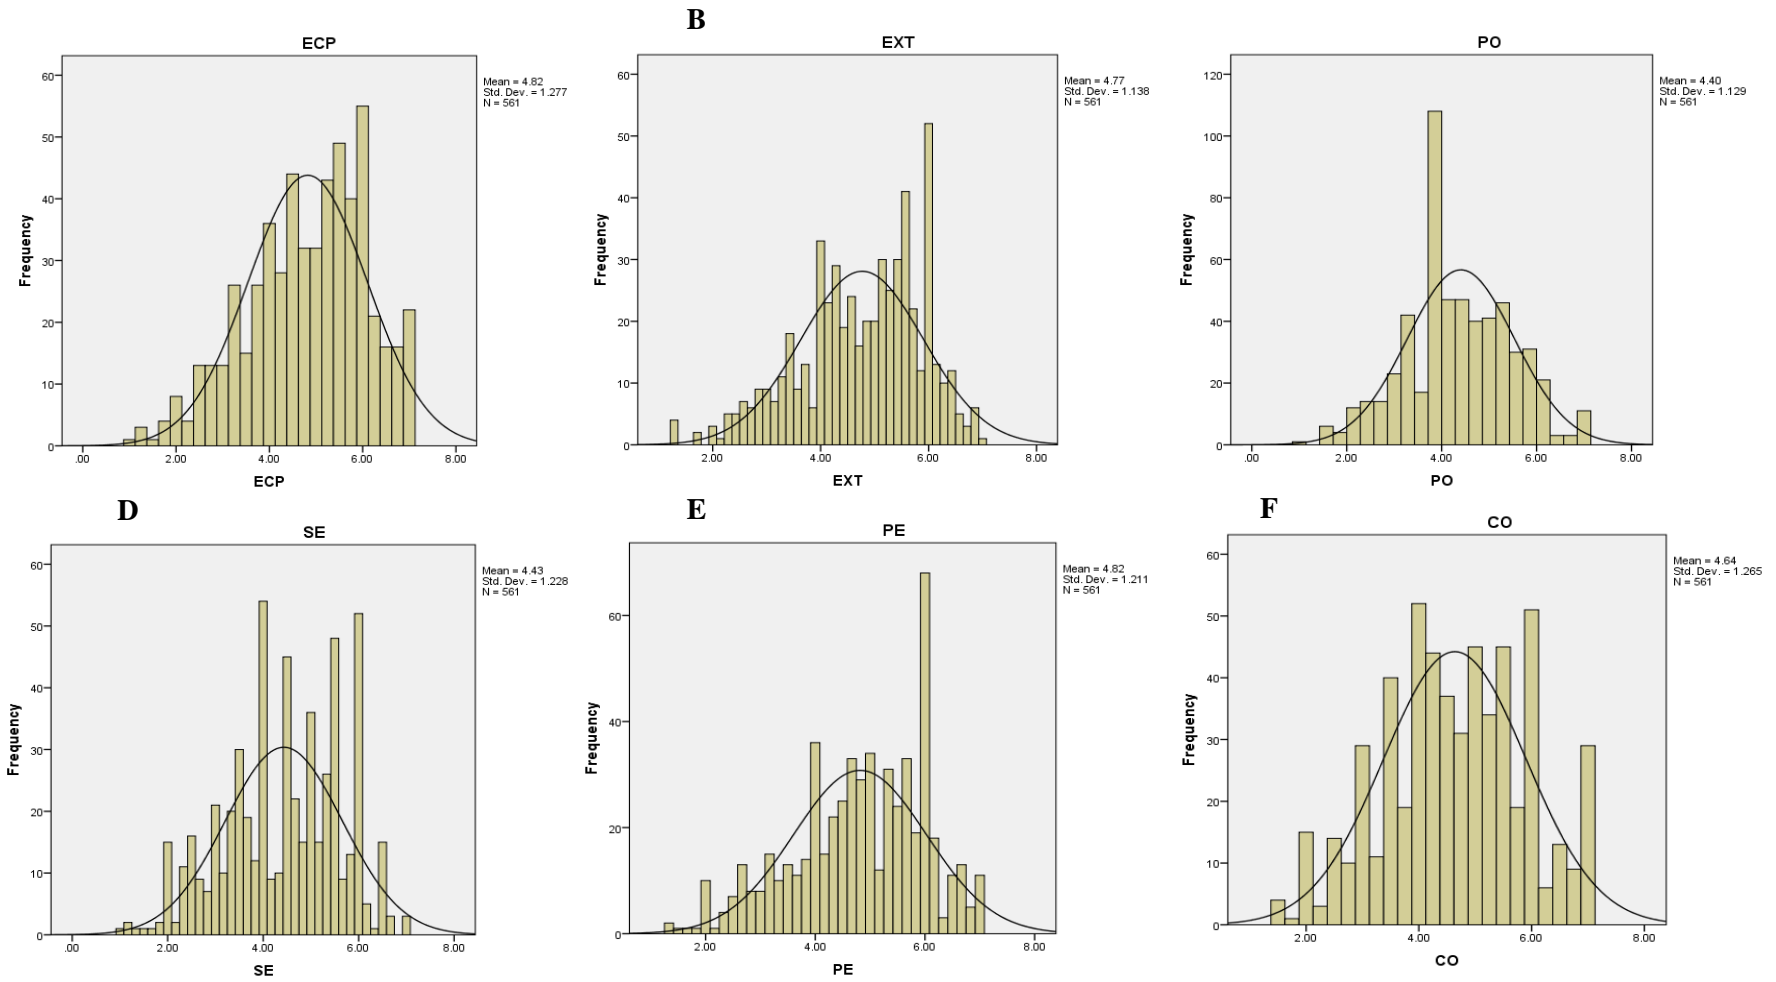 B
ECP
Mean = 4.82
Std. Dev. = 1.277
N = 561
60
50
40
30
20
10
0
Frequency
.00 2.00 4.00 6.00 8.00
ECP
EXT
Mean = 4.77
Std. Dev. = 1.138
N = 561
60
50
40
30
20
10
0
Frequency
2.00 4.00 6.00 8.00
EXT
PO
Mean = 4.40
Std. Dev. = 1.129
N = 561
120
100
80
60
40
20
0
Frequency
.00 2.00 4.00 6.00 8.00
PO
D
SE
Mean = 4.43
Std. Dev. = 1.228
N = 561
60
50
40
30
20
10
0
Frequency
.00 2.00 4.00 6.00 8.00
SE
E
PE
Mean = 4.82
Std. Dev. = 1.211
N = 561
60
40
20
0
Frequency
2.00 4.00 6.00 8.00
PE
F
CO
Mean = 4.64
Std. Dev. = 1.265
N = 561
60
50
40
30
20
10
0
Frequency
2.00 4.00 6.00 8.00
CO